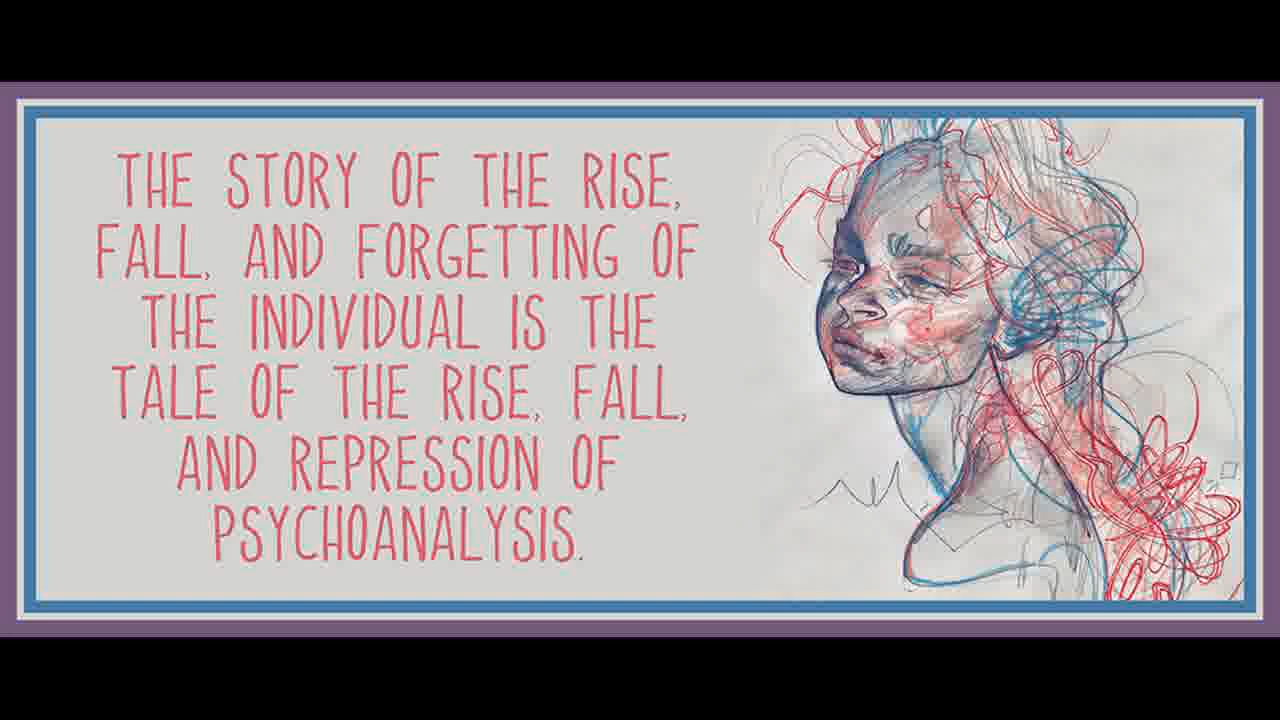 THE STORY OF THE RISE,
FALL, AND FORGETTING OF
THE INDIVIDUAL IS THE
TALE OF THE RISE, FALL,
AND REPRESSION OF
PSYCHOANALYSIS.